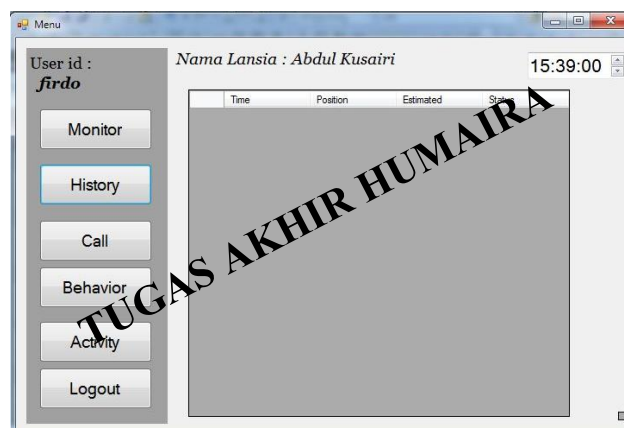 Menu
User id :
firdo
Nama Lansia : Abdul Kusairi
15:39:00
Time Position Estimated Status
Monitor
History
Call
Behavior
Activity
Logout
TUGAS AKHIR HUMAIRA